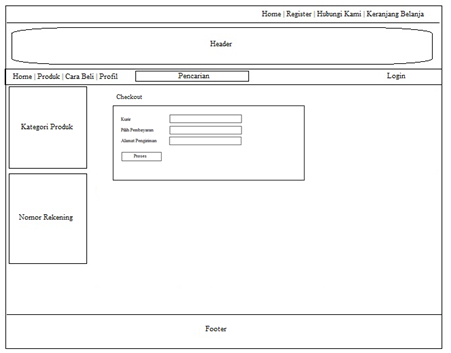 Home | Register | Hubungi Kami | Keranjang Belanja
Header
Home | Produk | Cara Beli | Profil
Pencarian
Login
Kategori Produk
Nomor Rekening
Checkout
Kurir
Pilih Pembayaran
Alamat Pengiriman
Proses
Footer